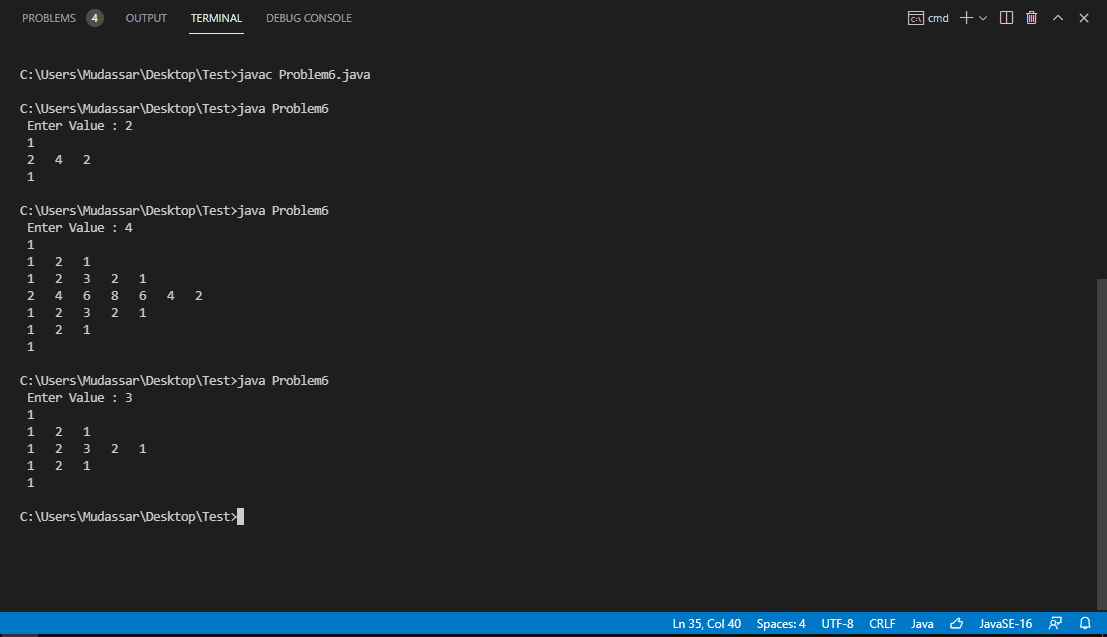 PROBLEMS 4 OUTPUT TERMINAL DEBUG CONSOLE cmd
C:\Users\Mudassar\Desktop\Test>javac Problem6.java
C:\Users\Mudassar\Desktop\Test>java Problem6
Enter Value : 2
1
2 4 2
1
C:\Users\Mudassar\Desktop\Test>java Problem6
Enter Value : 4
1
1 2 1
1 2 3 2 1
2 4 6 8 6 4 2
1 2 3 2 1
1 2 1
1
C:\Users\Mudassar\Desktop\Test>java Problem6
Enter Value : 3
1
1 2 1
1 2 3 2 1
1 2 1
1
C:\Users\Mudassar\Desktop\Test>
Ln 35, Col 40 Spaces: 4 UTF-8 CRLF Java JavaSE-16